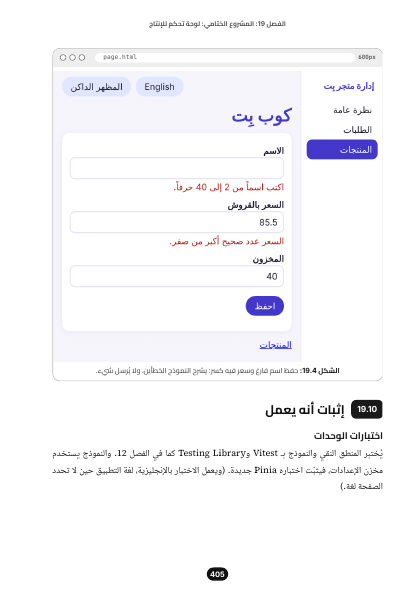 الفصل 19: المشروع الختامي: لوحة تحكم للإنتاج
page.html
600px
إدارة متجر بِت
نظرة عامة
الطلبات
المنتجات
English
المظهر الداكن
كوب بِت
الاسم
اكتب اسماً من 2 إلى 40 حرفاً.
السعر بالقروش
85.5
السعر عدد صحيح أكبر من صفر.
المخزون
40
احفظ
المنتجات
الشكل 19.4: حفظ اسم فارغ وسعر فيه كسر: يشرح النموذج الخطأين، ولا يُرسل شيء.
19.10 إثبات أنه يعمل
اختبارات الوحدات
يُختبر المنطق النقي والنموذج بـ Vitest وTesting Library كما في الفصل 12. والنموذج يستخدم
مخزن الإعدادات، فيثبّت اختباره Pinia جديدة. (ويعمل الاختبار بالإنجليزية، لغة التطبيق حين لا تحدد
الصفحة لغة.)
405